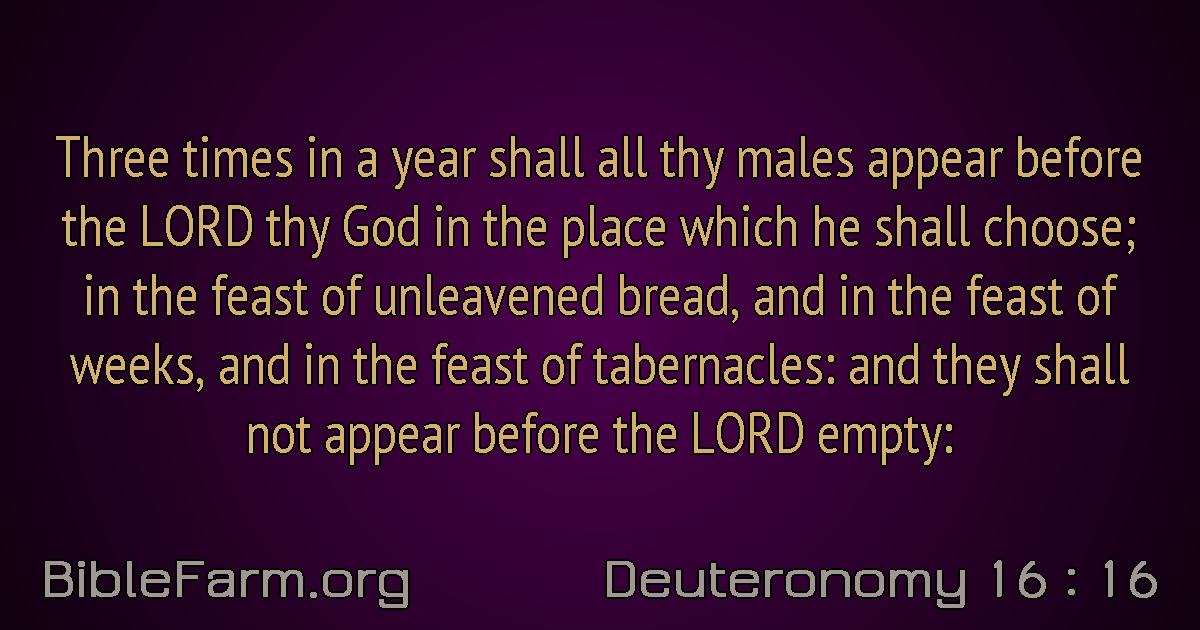 Three times in a year shall all thy males appear before
the LORD thy God in the place which he shall choose;
in the feast of unleavened bread, and in the feast of
weeks, and in the feast of tabernacles: and they shall
not appear before the LORD empty:
BibleFarm.org
Deuteronomy 16 : 16